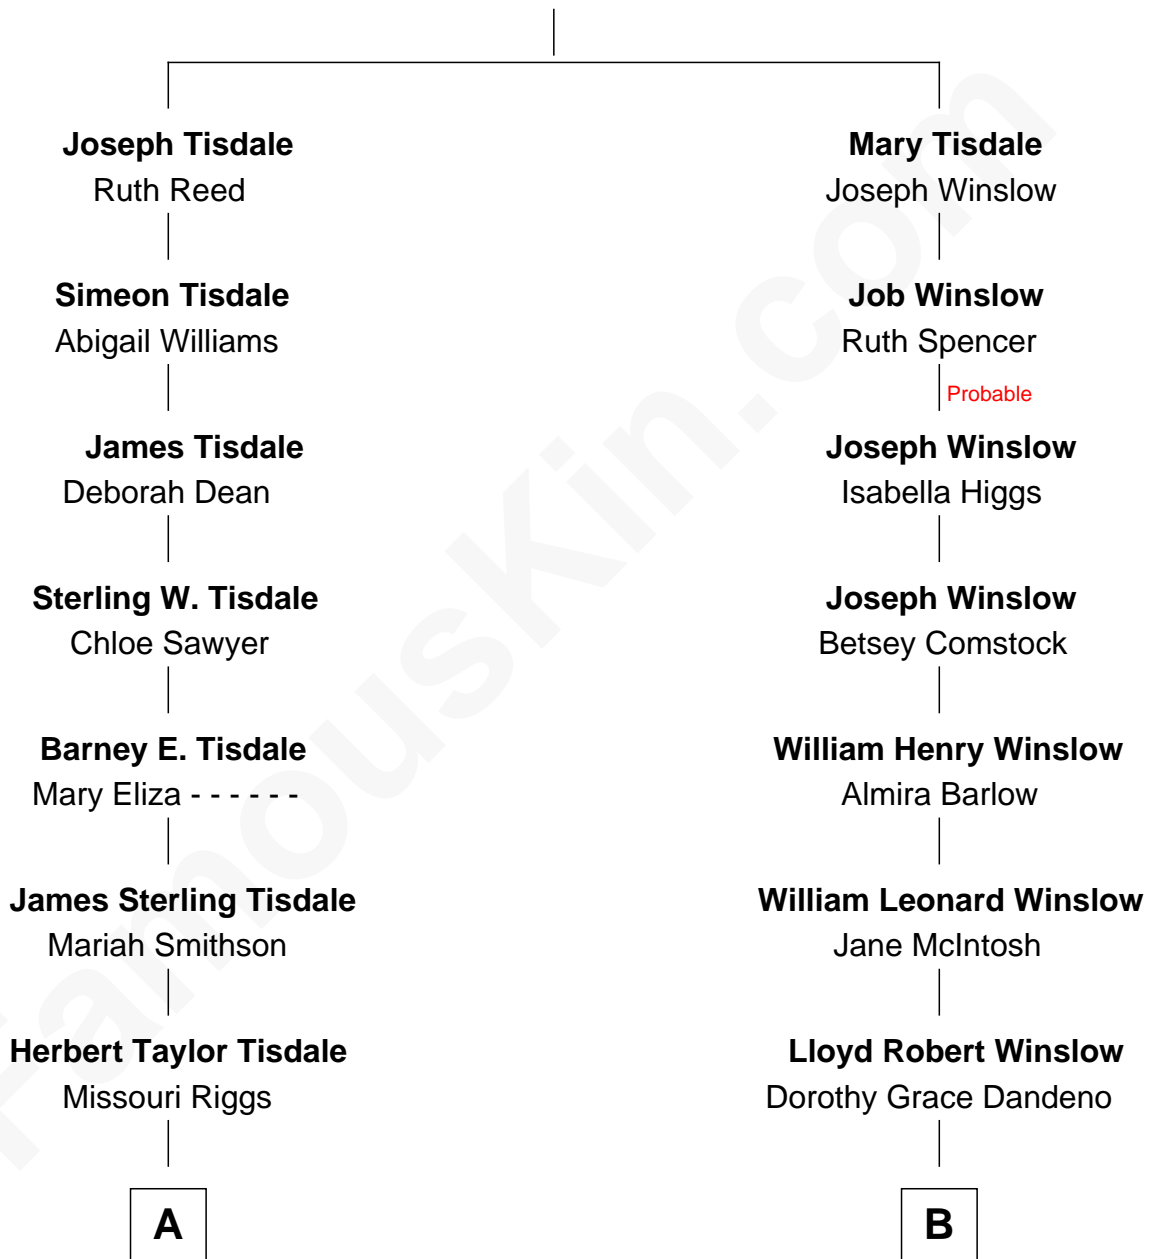 Joseph Tisdale
Ruth Reed
Mary Tisdale
Joseph Winslow
Simeon Tisdale
Abigail Williams
Job Winslow
Ruth Spencer
Probable
James Tisdale
Deborah Dean
Joseph Winslow
Isabella Higgs
Sterling W. Tisdale
Chloe Sawyer
Joseph Winslow
Betsey Comstock
Barney E. Tisdale
Mary Eliza - - - - - -
William Henry Winslow
Almira Barlow
James Sterling Tisdale
Mariah Smithson
William Leonard Winslow
Jane McIntosh
Herbert Taylor Tisdale
Missouri Riggs
Lloyd Robert Winslow
Dorothy Grace Dandeno
A
B
FamousKin.com